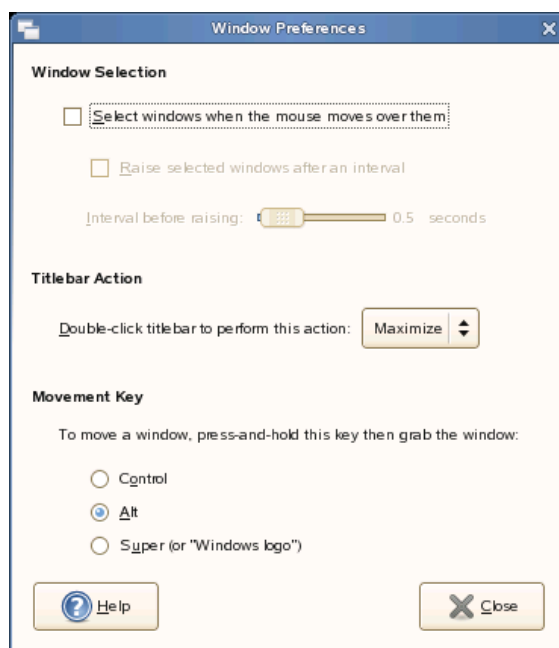 Window Preferences
Window Selection
Select windows when the mouse moves over them
Raise selected windows after an interval
Interval before raising: 0.5 seconds
Titlebar Action
Double-click titlebar to perform this action: Maximize
Movement Key
To move a window, press-and-hold this key then grab the window:
Control
Alt
Super (or "Windows logo")
Help Close